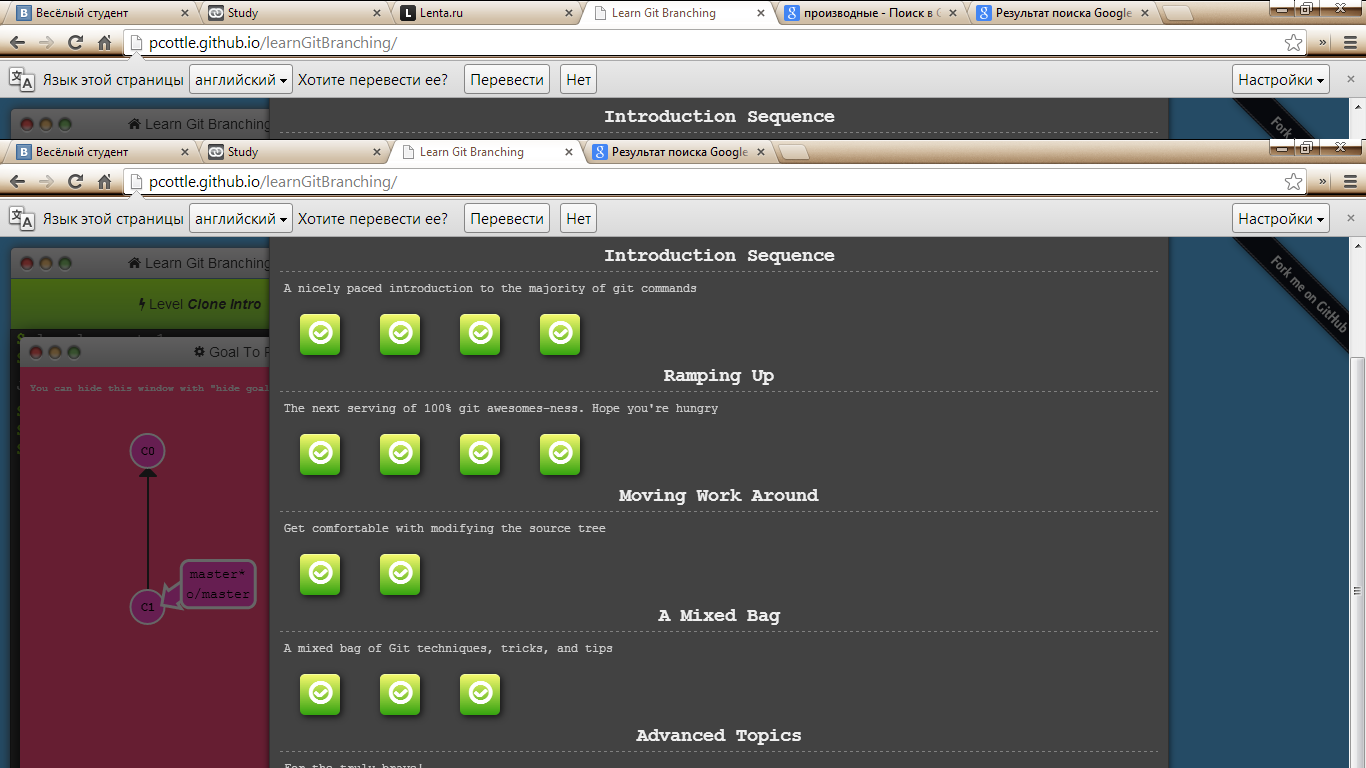 Весёлый студент
Study
Lenta.ru
Learn Git Branching
производные - Поиск в G
Результат поиска Google
pcottle.github.io/learnGitBranching/
Язык этой страницы английский Хотите перевести ее? Перевести Нет Настройки
Learn Git Branching
Introduction Sequence
Fork
Весёлый студент
Study
Learn Git Branching
Результат поиска Google
pcottle.github.io/learnGitBranching/
Язык этой страницы английский Хотите перевести ее? Перевести Нет Настройки
Learn Git Branching
Level Clone Intro
Goal To
You can hide this window with "hide goal
C0
master*
o/master
C1
Fork me on GitHub
Introduction Sequence
A nicely paced introduction to the majority of git commands
Ramping Up
The next serving of 100% git awesomes-ness. Hope you're hungry
Moving Work Around
Get comfortable with modifying the source tree
A Mixed Bag
A mixed bag of Git techniques, tricks, and tips
Advanced Topics
For the truly brave!